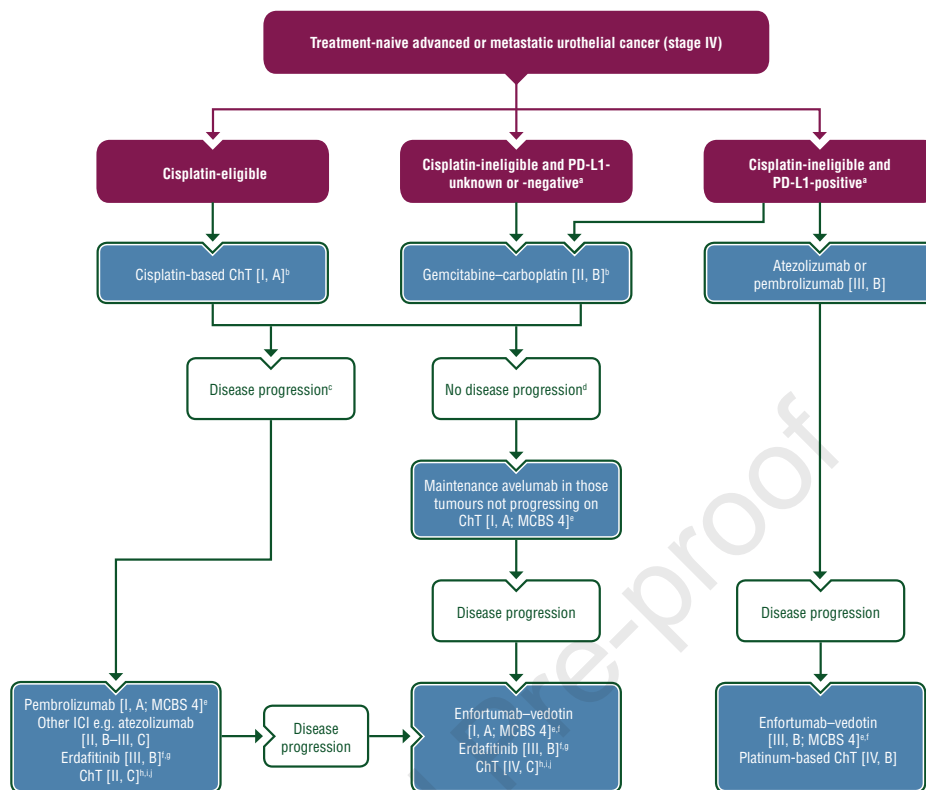 Treatment-naive advanced or metastatic urothelial cancer (stage IV)
Cisplatin-eligible
Cisplatin-ineligible and PD-L1-
unknown or -negativeᵃ
Cisplatin-ineligible and
PD-L1-positiveᵃ
Cisplatin-based ChT [I, A]ᵇ
Gemcitabine–carboplatin [II, B]ᵇ
Atezolizumab or
pembrolizumab [III, B]
Disease progressionᶜ
No disease progressionᵈ
Maintenance avelumab in those
tumours not progressing on
ChT [I, A; MCBS 4]ᵉ
Disease progression
Disease progression
Pembrolizumab [I, A; MCBS 4]ᵉ
Other ICI e.g. atezolizumab
[II, B–III, C]
Erdafitinib [III, B]ᶠ,ᵍ
ChT [II, C]ʰ,ⁱ,ʲ
Disease
progression
Enfortumab–vedotin
[I, A; MCBS 4]ᵉ,ᶠ
Erdafitinib [III, B]ᶠ,ᵍ
ChT [IV, C]ʰ,ⁱ,ʲ
Enfortumab–vedotin
[III, B; MCBS 4]ᵉ,ᶠ
Platinum-based ChT [IV, B]
Pre-proof